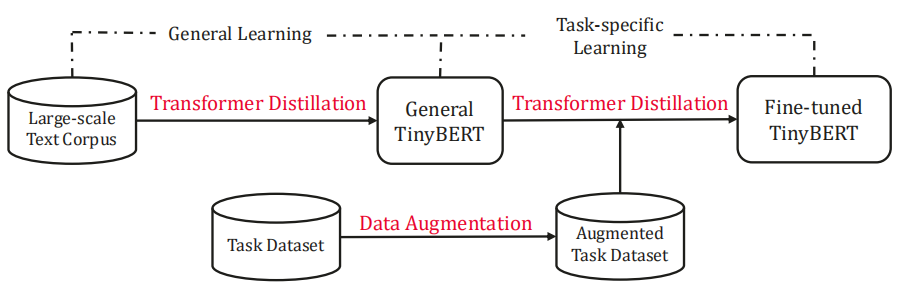 General Learning
Task-specific
Learning
Large-scale
Text Corpus
Transformer Distillation
General
TinyBERT
Transformer Distillation
Fine-tuned
TinyBERT
Task Dataset
Data Augmentation
Augmented
Task Dataset